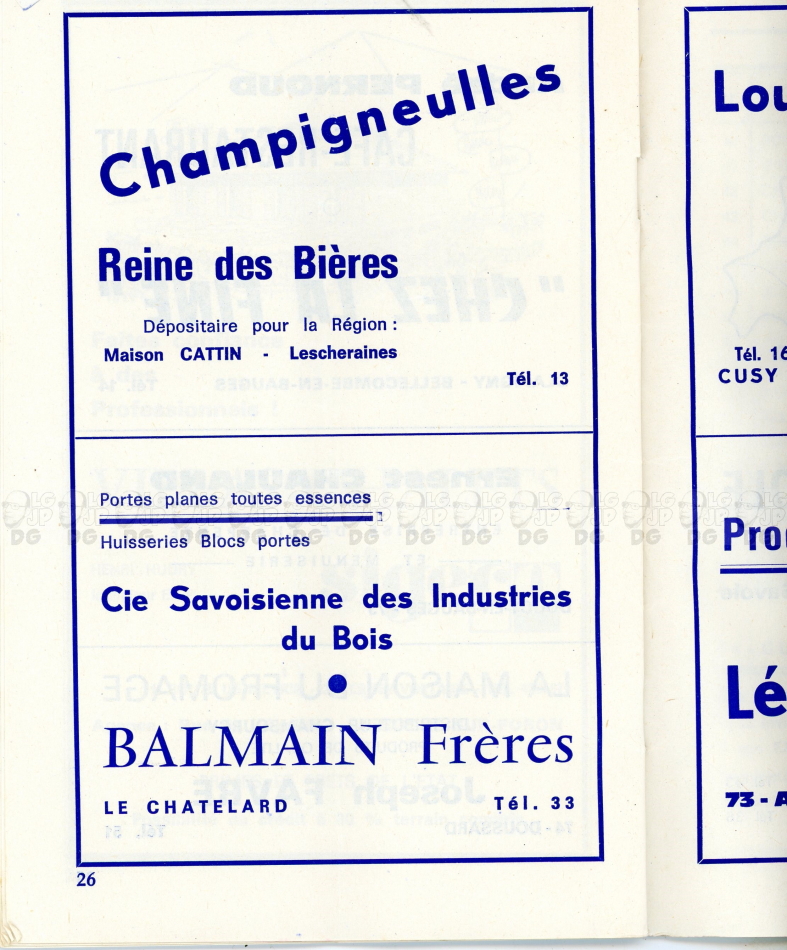 Champigneulles
Reine des Bières
Dépositaire pour la Région :
Maison CATTIN - Lescheraines
Tél. 13
Portes planes toutes essences
Huisseries Blocs portes
Cie Savoisienne des Industries
du Bois
BALMAIN Frères
LE CHATELARD Tél. 33
26
Lou
Tél. 16
CUSY
Pro
Lé
73 - A